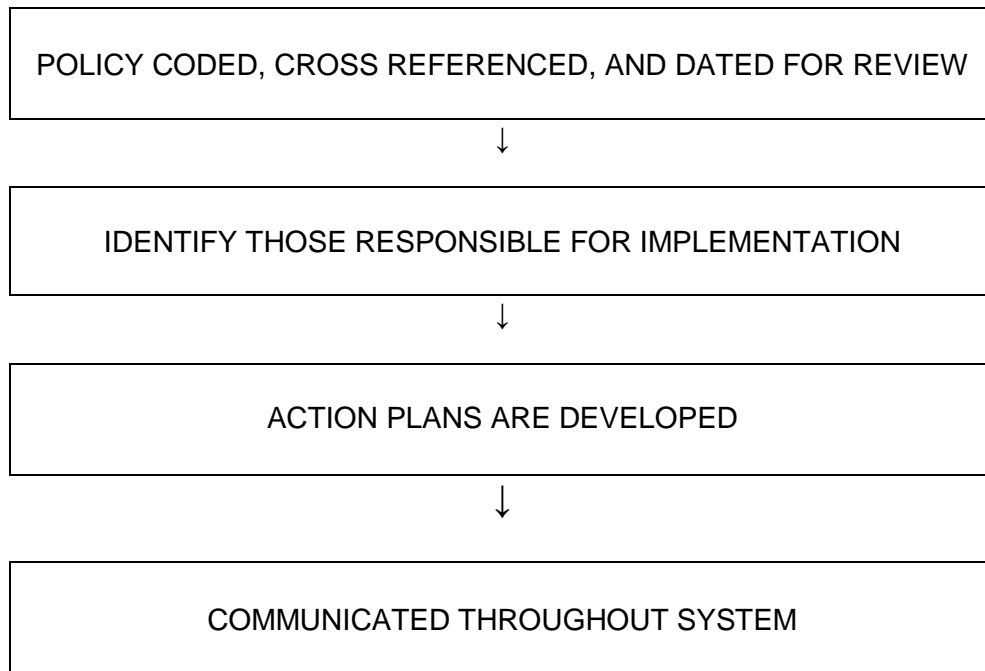 POLICY CODED, CROSS REFERENCED, AND DATED FOR REVIEW
↓
IDENTIFY THOSE RESPONSIBLE FOR IMPLEMENTATION
↓
ACTION PLANS ARE DEVELOPED
↓
COMMUNICATED THROUGHOUT SYSTEM